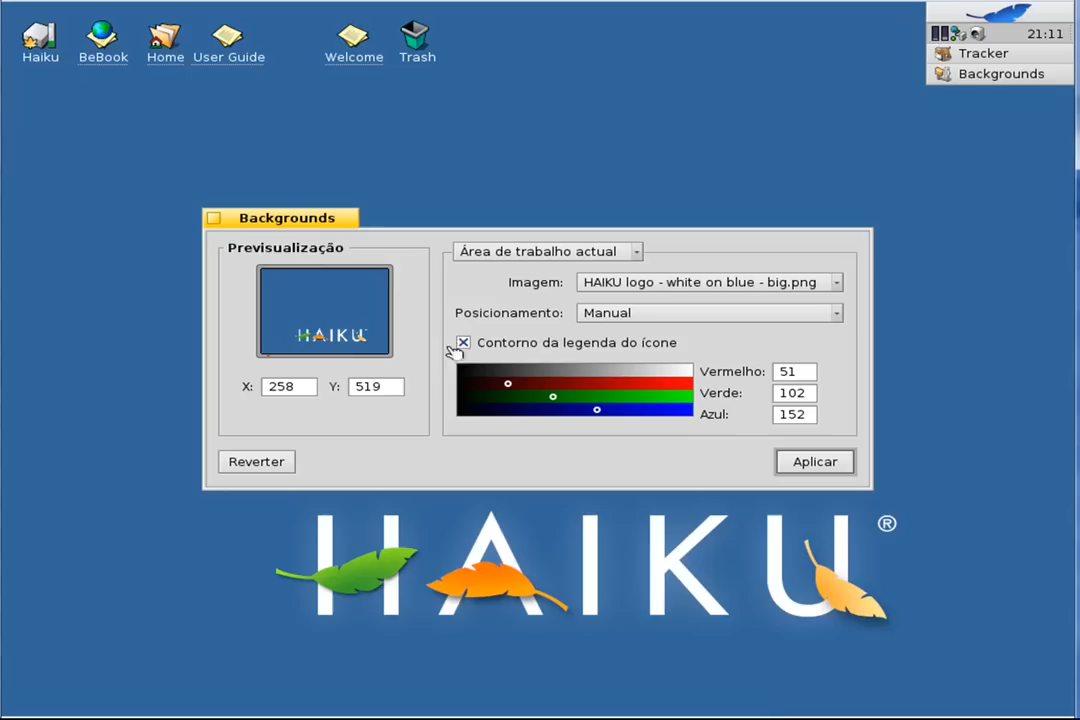 Haiku
BeBook
Home
User Guide
Welcome
Trash
21:11
Tracker
Backgrounds
Backgrounds
Previsualização
Área de trabalho actual
Imagem: HAIKU logo - white on blue - big.png
Posicionamento: Manual
Contorno da legenda do ícone
HAIKU
X: 258 Y: 519
Vermelho: 51
Verde: 102
Azul: 152
Reverter
Aplicar
HAIKU®